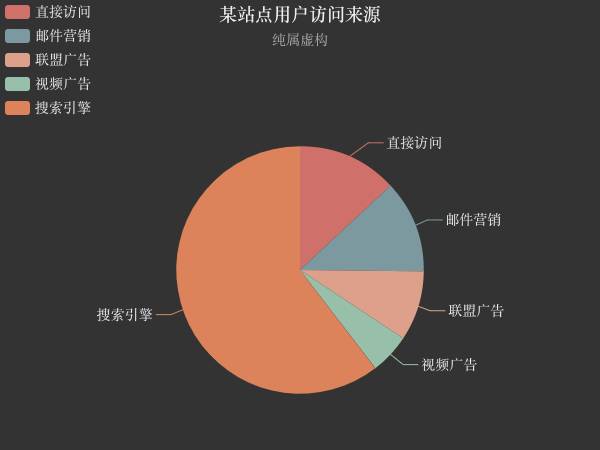 某站点用户访问来源
纯属虚构
直接访问
邮件营销
联盟广告
视频广告
搜索引擎
直接访问
邮件营销
联盟广告
视频广告
搜索引擎